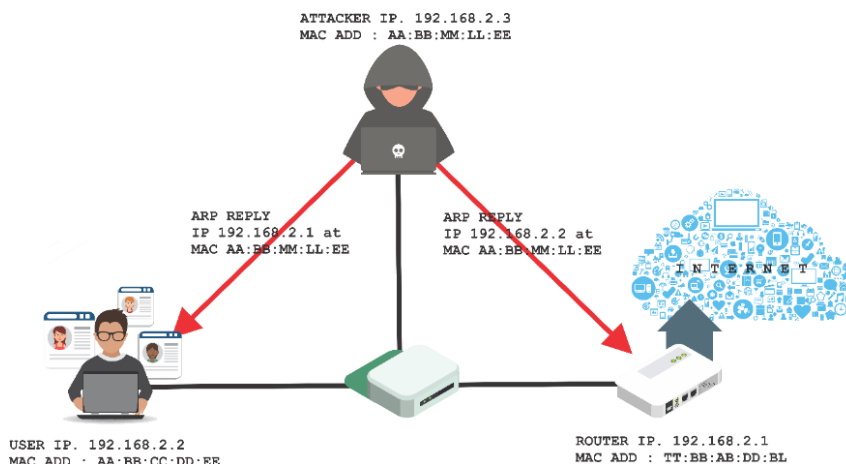 ATTACKER IP. 192.168.2.3
MAC ADD : AA:BB:MM:LL:EE
ARP REPLY
IP 192.168.2.1 at
MAC AA:BB:MM:LL:EE
ARP REPLY
IP 192.168.2.2 at
MAC AA:BB:MM:LL:EE
INTERNET
USER IP. 192.168.2.2
MAC ADD : AA:BB:CC:DD:EE
ROUTER IP. 192.168.2.1
MAC ADD : TT:BB:AB:DD:BL